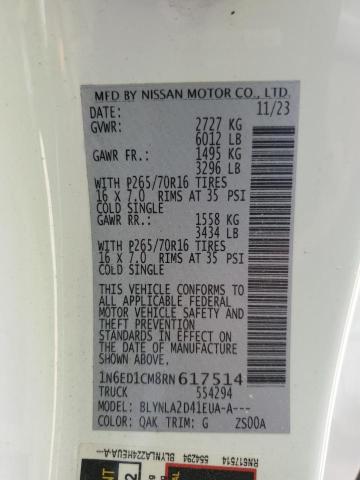 MFD BY NISSAN MOTOR CO., LTD.
DATE: 11/23
GVWR: 2727 KG
6012 LB
GAWR FR.: 1495 KG
3296 LB
WITH P265/70R16 TIRES
16 X 7.0 RIMS AT 35 PSI
COLD SINGLE
GAWR RR.: 1558 KG
3434 LB
WITH P265/70R16 TIRES
16 X 7.0 RIMS AT 35 PSI
COLD SINGLE
THIS VEHICLE CONFORMS TO
ALL APPLICABLE FEDERAL
MOTOR VEHICLE SAFETY
STANDARDS IN EFFECT ON
THE DATE OF MANUFACTURE
SHOWN ABOVE.
1N6ED1CM8RN617514
TRUCK 554294
MODEL: BLYNLA2D41EUA-A---
COLOR: QAK TRIM: G ZS00A
RN617514
554294 BLYNLA2Z4HEUA-A---